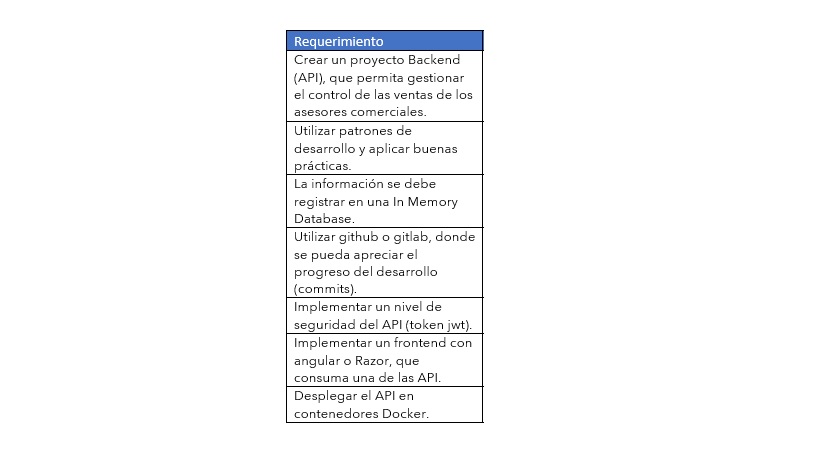 Requerimiento
Crear un proyecto Backend
(API), que permita gestionar
el control de las ventas de los
asesores comerciales.
Utilizar patrones de
desarrollo y aplicar buenas
prácticas.
La información se debe
registrar en una In Memory
Database.
Utilizar github o gitlab, donde
se pueda apreciar el
progreso del desarrollo
(commits).
Implementar un nivel de
seguridad del API (token jwt).
Implementar un frontend con
angular o Razor, que
consuma una de las API.
Desplegar el API en
contenedores Docker.